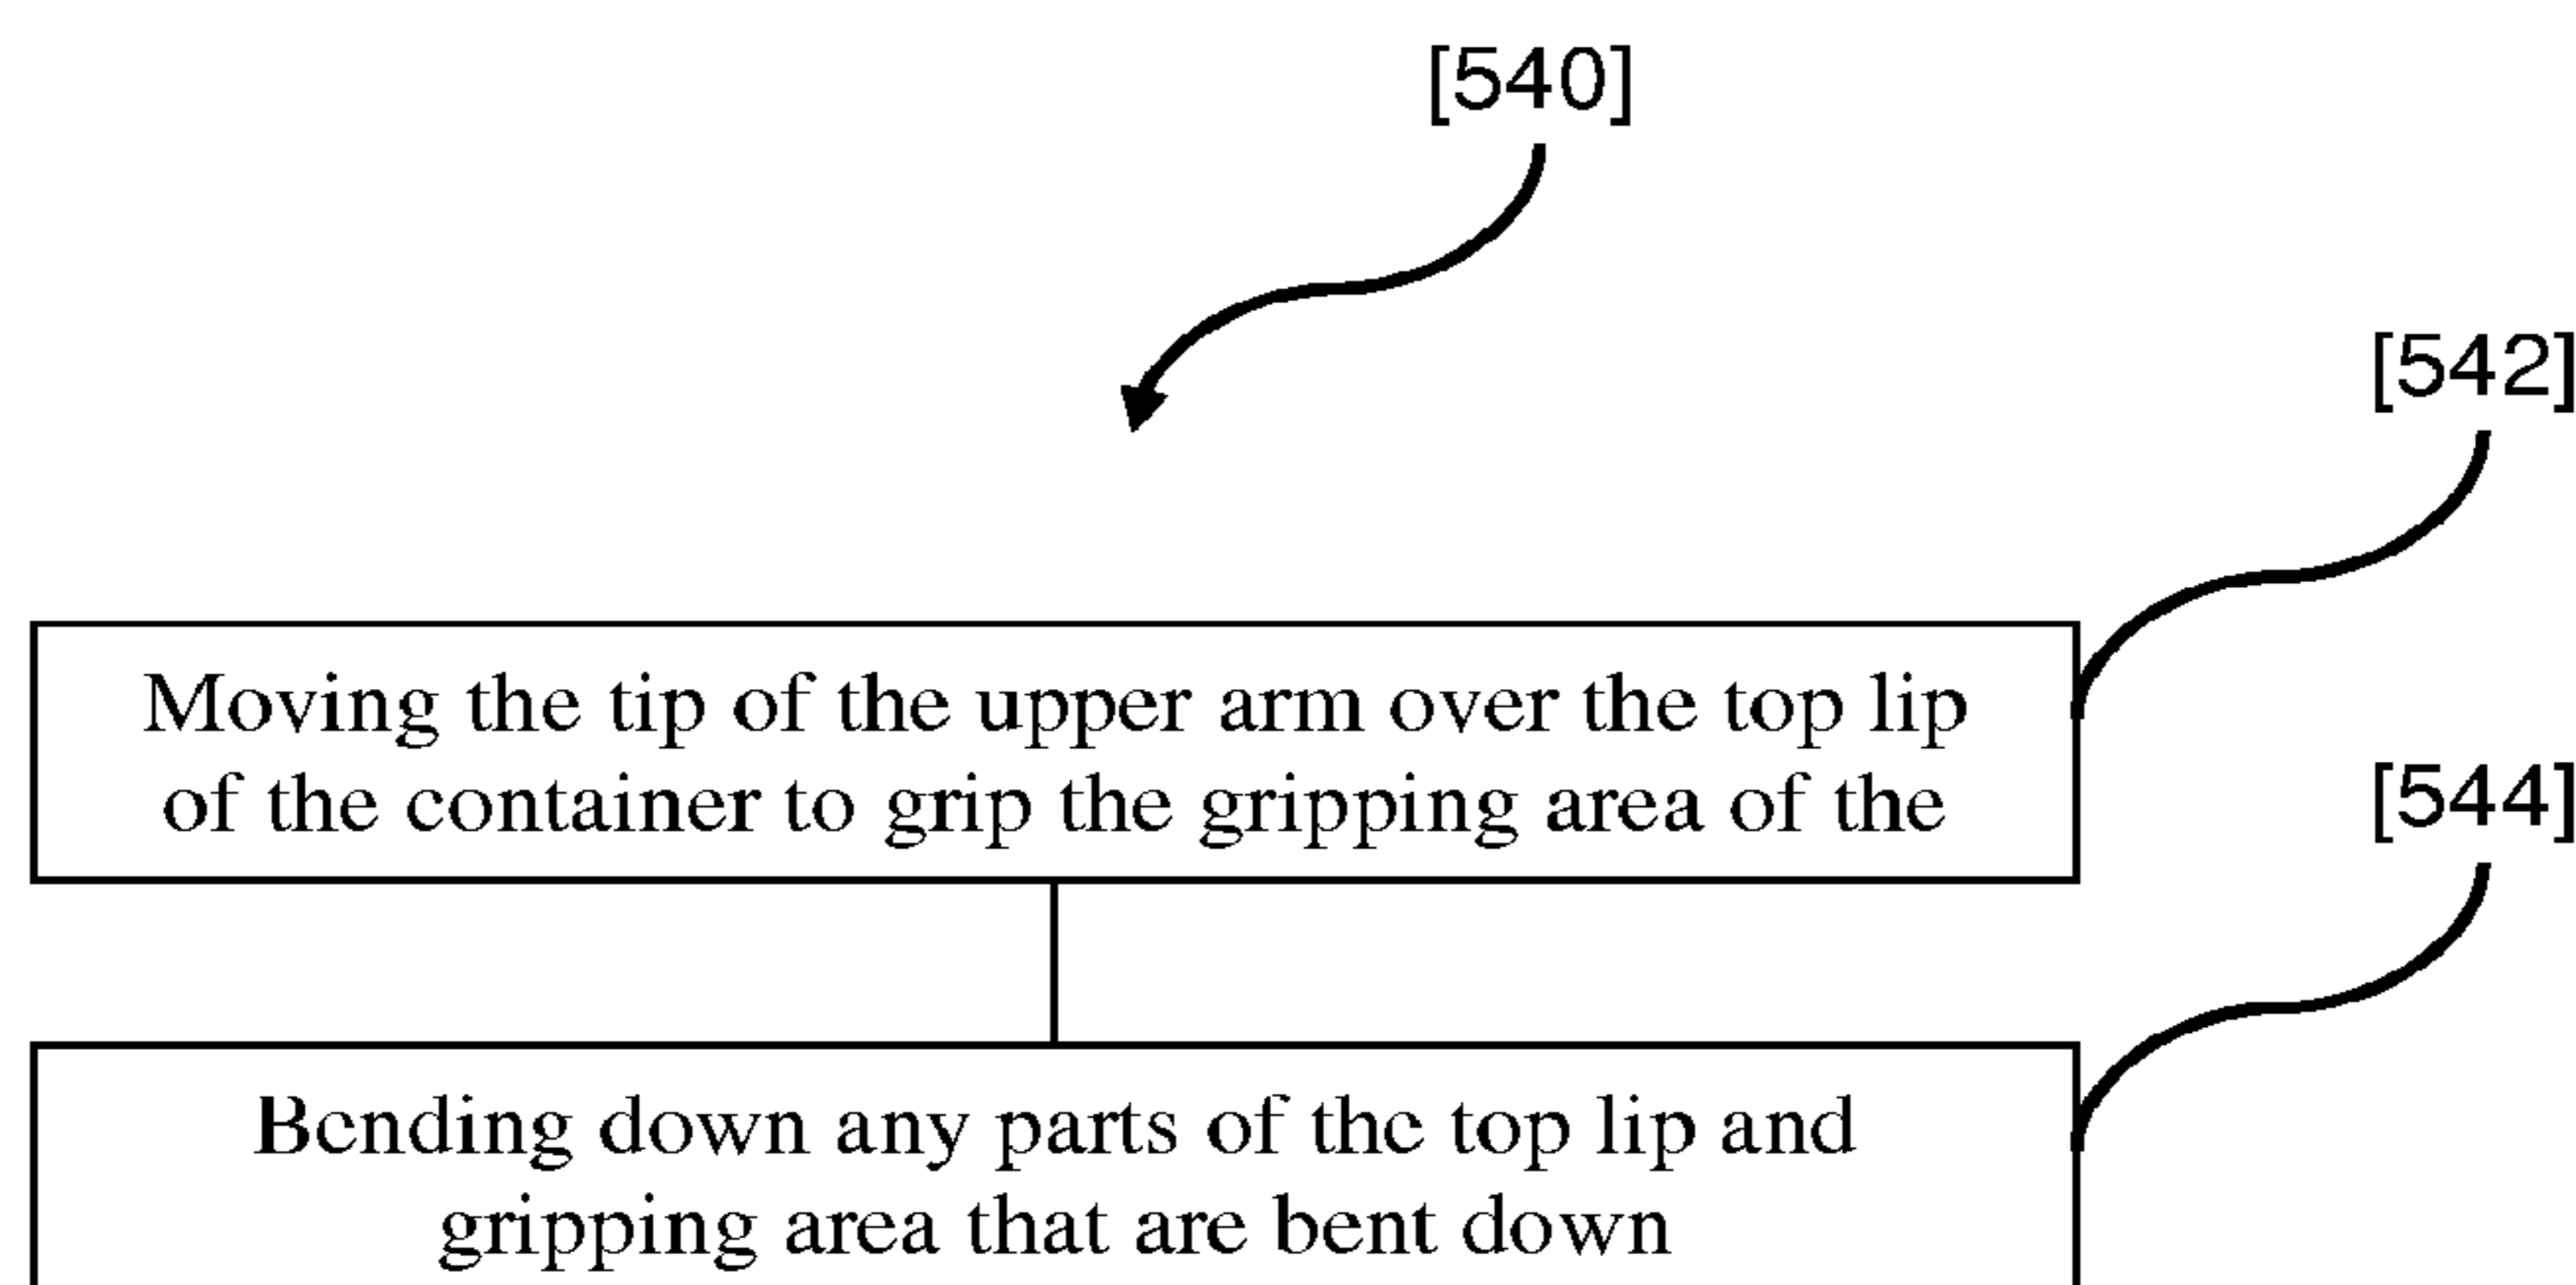 [540]
[542]
Moving the tip of the upper arm over the top lip
of the container to grip the gripping area of the
[544]
Bending down any parts of the top lip and
gripping area that are bent down